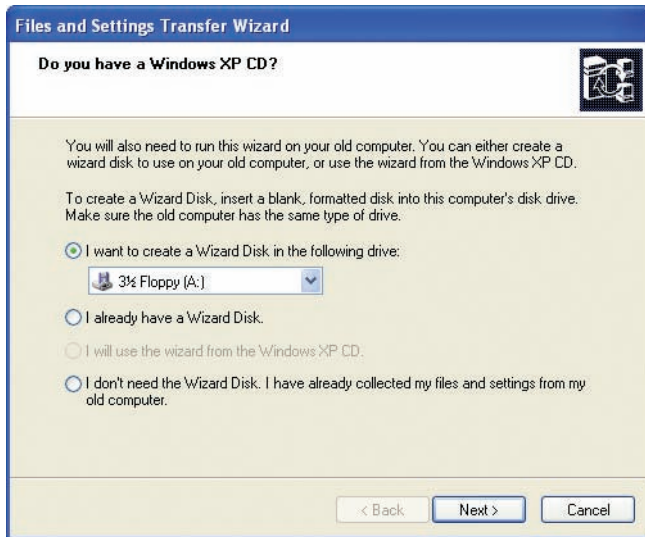 Files and Settings Transfer Wizard
Do you have a Windows XP CD?
You will also need to run this wizard on your old computer. You can either create a
wizard disk to use on your old computer, or use the wizard from the Windows XP CD.
To create a Wizard Disk, insert a blank, formatted disk into this computer's disk drive.
Make sure the old computer has the same type of drive.
I want to create a Wizard Disk in the following drive:
3½ Floppy (A:)
I already have a Wizard Disk.
I will use the wizard from the Windows XP CD.
I don't need the Wizard Disk. I have already collected my files and settings from my
old computer.
< Back Next > Cancel